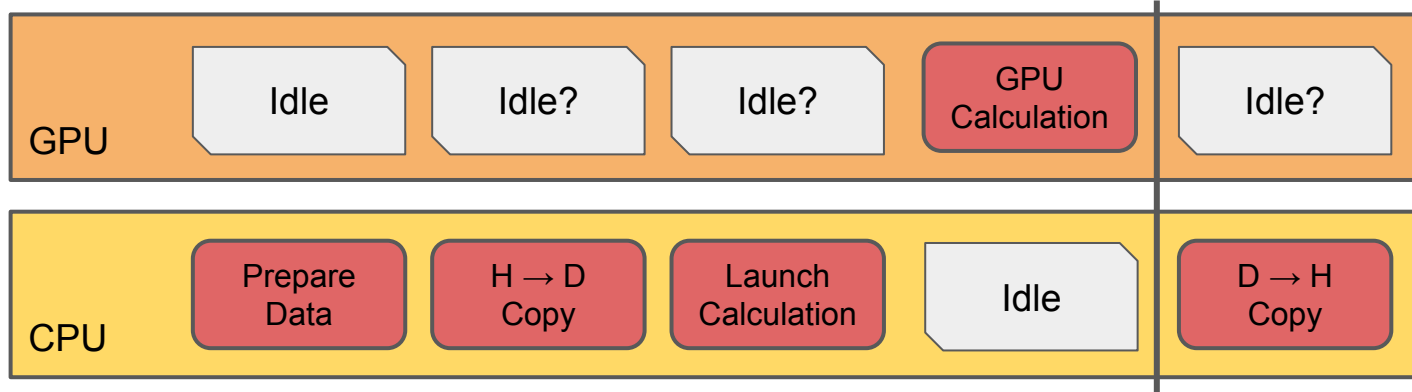 GPU
Idle
Idle?
Idle?
GPU
Calculation
Idle?
CPU
Prepare
Data
H → D
Copy
Launch
Calculation
Idle
D → H
Copy